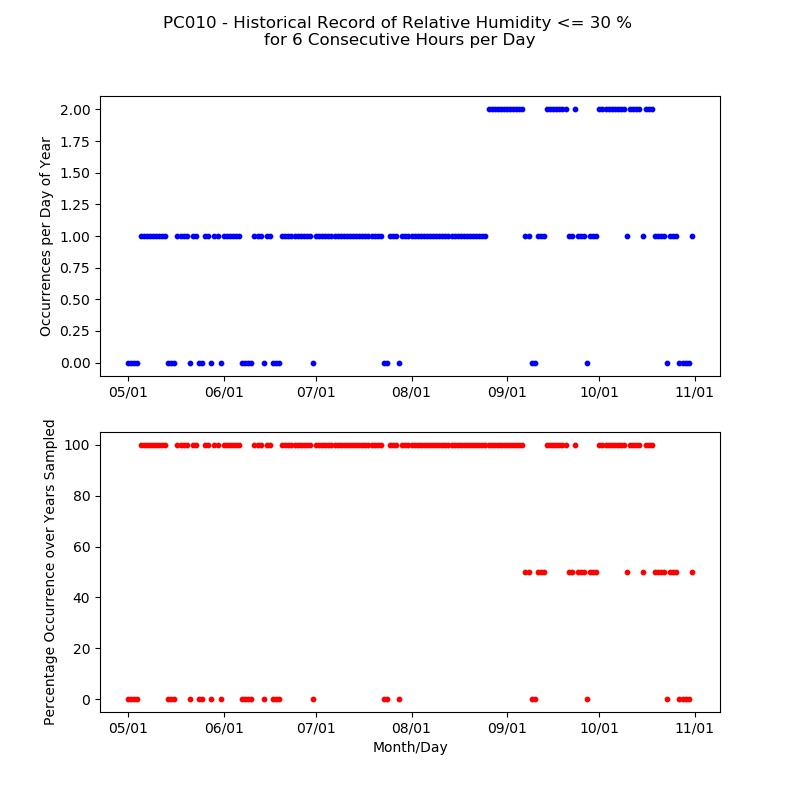 PC010 - Historical Record of Relative Humidity <= 30 %
for 6 Consecutive Hours per Day
Occurrences per Day of Year
2.00
1.75
1.50
1.25
1.00
0.75
0.50
0.25
0.00
05/01 06/01 07/01 08/01 09/01 10/01 11/01
Percentage Occurrence over Years Sampled
100
80
60
40
20
0
05/01 06/01 07/01 08/01 09/01 10/01 11/01
Month/Day